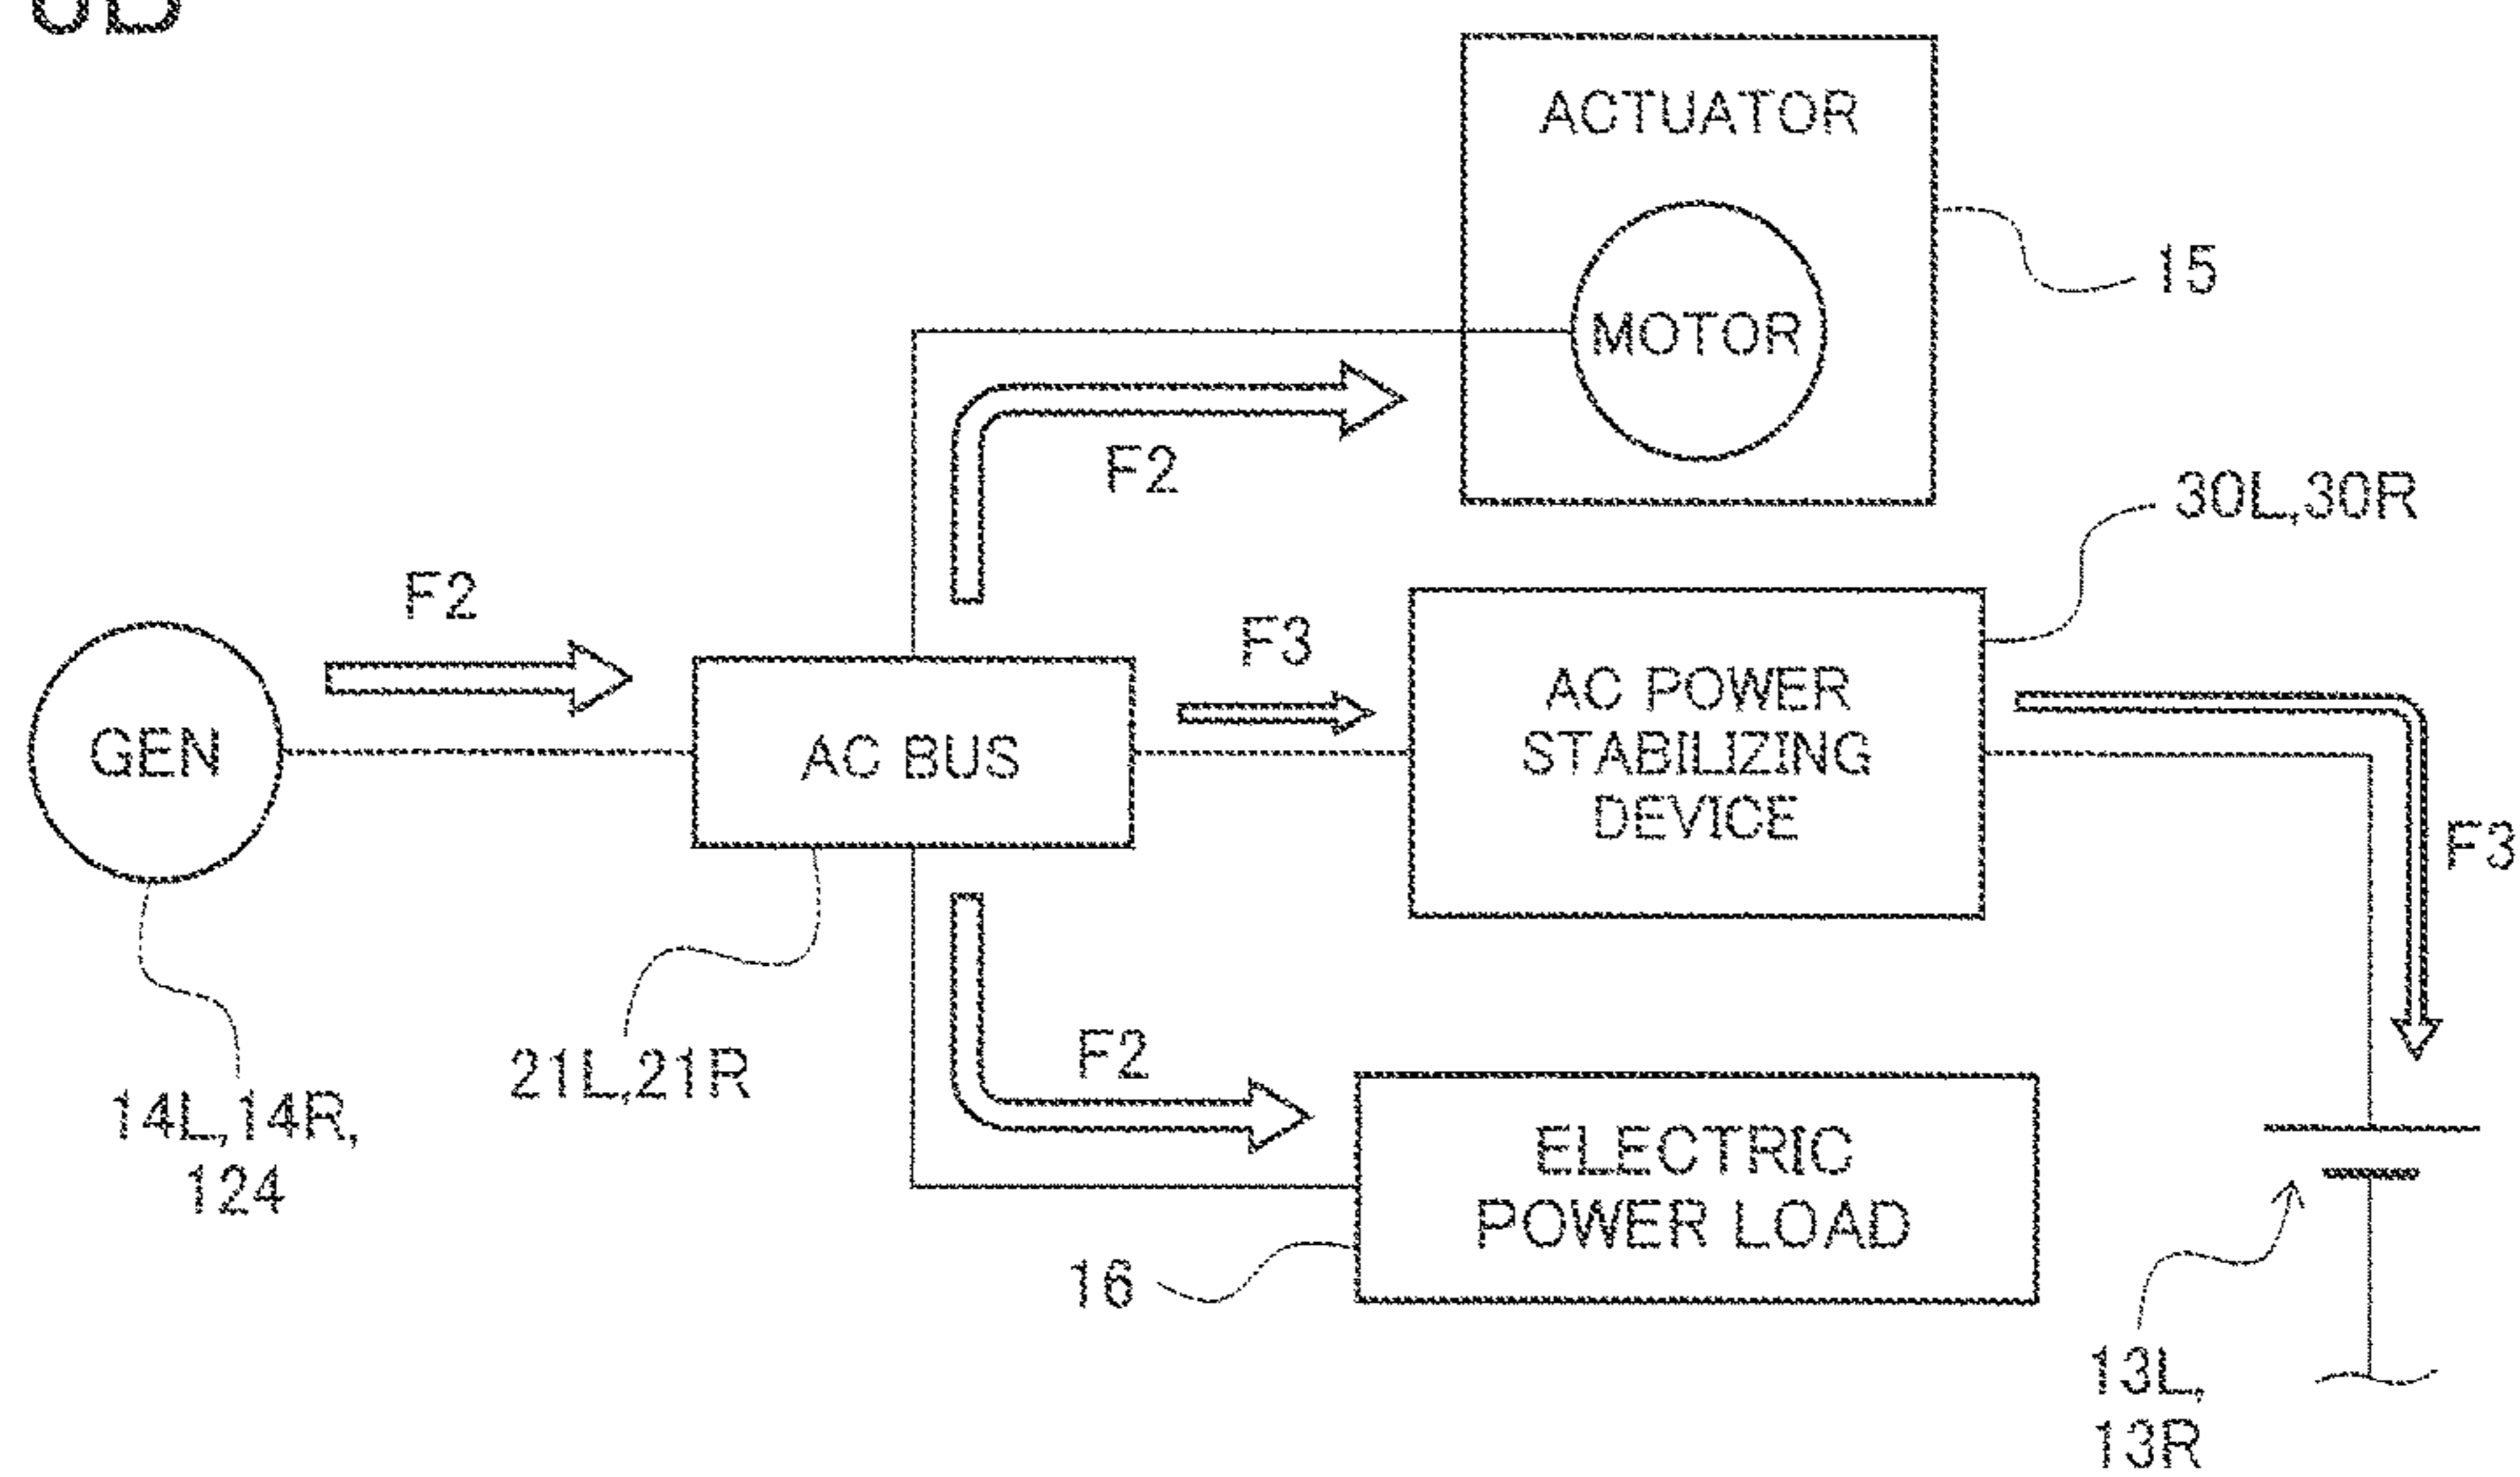 ACTUATOR
MOTOR
15
F2
30L,30R
F2
F3
GEN
AC BUS
AC POWER
STABILIZING
DEVICE
F3
21L,21R
14L,14R,
124
F2
ELECTRIC
POWER LOAD
16
13L,
13R